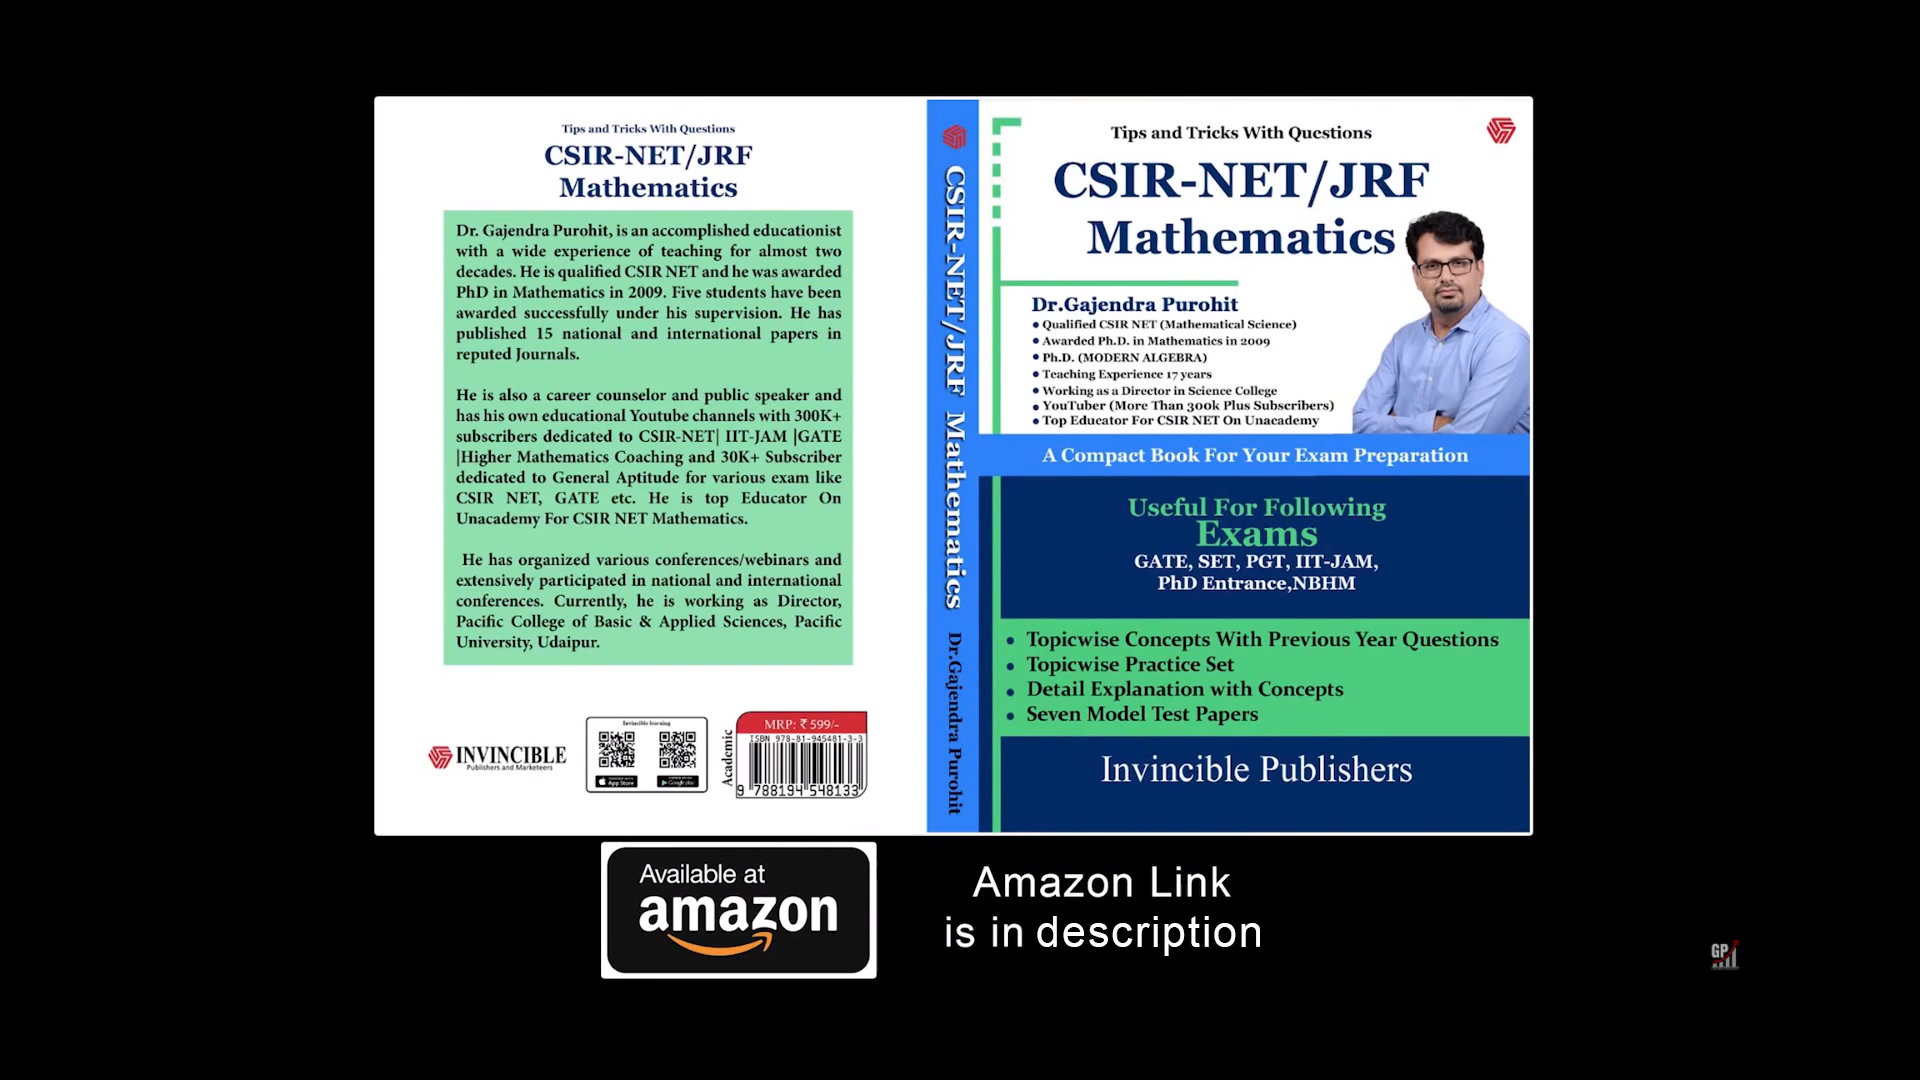 Tips and Tricks With Questions
CSIR-NET/JRF
Mathematics
Dr. Gajendra Purohit, is an accomplished educationist
with a wide experience of teaching for almost two
decades. He is qualified CSIR NET and he was awarded
PhD in Mathematics in 2009. Five students have been
awarded successfully under his supervision. He has
published 15 national and international papers in
reputed Journals.
He is also a career counselor and public speaker and
has his own educational Youtube channels with 300K+
subscribers dedicated to CSIR-NET| IIT-JAM |GATE
|Higher Mathematics Coaching and 30K+ Subscriber
dedicated to General Aptitude for various exam like
CSIR NET, GATE etc. He is top Educator On
Unacademy For CSIR NET Mathematics.
He has organized various conferences/webinars and
extensively participated in national and international
conferences. Currently, he is working as Director,
Pacific College of Basic & Applied Sciences, Pacific
University, Udaipur.
INVINCIBLE
Publishers and Marketeers
Invincible Learning
App Store
Google Play
Academic
MRP: ₹ 599/-
ISBN 978-81-945481-3-3
9 788194 548133
CSIR-NET/JRF Mathematics Dr.Gajendra Purohit
Tips and Tricks With Questions
CSIR-NET/JRF
Mathematics
Dr.Gajendra Purohit
• Qualified CSIR NET (Mathematical Science)
• Awarded Ph.D. in Mathematics in 2009
• Ph.D. (MODERN ALGEBRA)
• Teaching Experience 17 years
• Working as a Director in Science College
• YouTuber (More Than 300k Plus Subscribers)
• Top Educator For CSIR NET On Unacademy
A Compact Book For Your Exam Preparation
Useful For Following
Exams
GATE, SET, PGT, IIT-JAM,
PhD Entrance,NBHM
• Topicwise Concepts With Previous Year Questions
• Topicwise Practice Set
• Detail Explanation with Concepts
• Seven Model Test Papers
Invincible Publishers
Available at
amazon
Amazon Link
is in description
GP